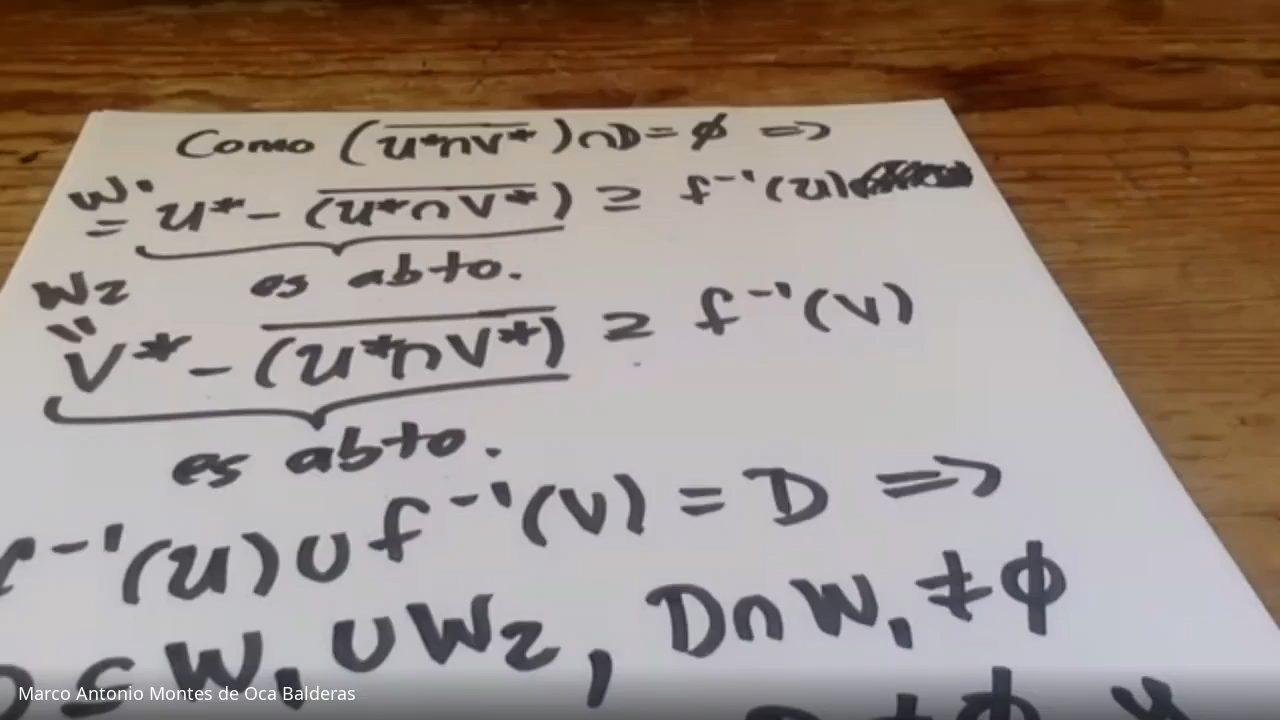 Como (U*∩V*)∩D=∅ ⇒
W₁
= U* - (U*∩V*) ⊇ f⁻¹(U)
es abto.
W₂
"
V* - (U*∩V*) ⊇ f⁻¹(V)
es abto.
f⁻¹(U)∪f⁻¹(V) = D ⇒
D ⊆ W₁ ∪ W₂, D∩W₁ ≠ ∅
Marco Antonio Montes de Oca Balderas